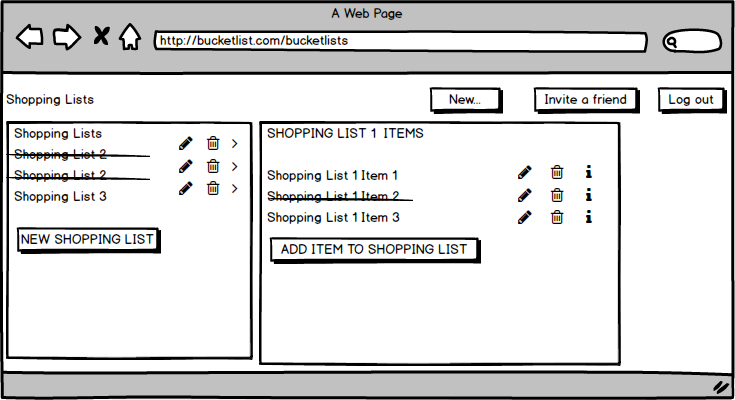 A Web Page
http://bucketlist.com/bucketlists
Shopping Lists
New...
Invite a friend
Log out
Shopping Lists
Shopping List 2
Shopping List 2
Shopping List 3
NEW SHOPPING LIST
SHOPPING LIST 1 ITEMS
Shopping List 1 Item 1
Shopping List 1 Item 2
Shopping List 1 Item 3
ADD ITEM TO SHOPPING LIST